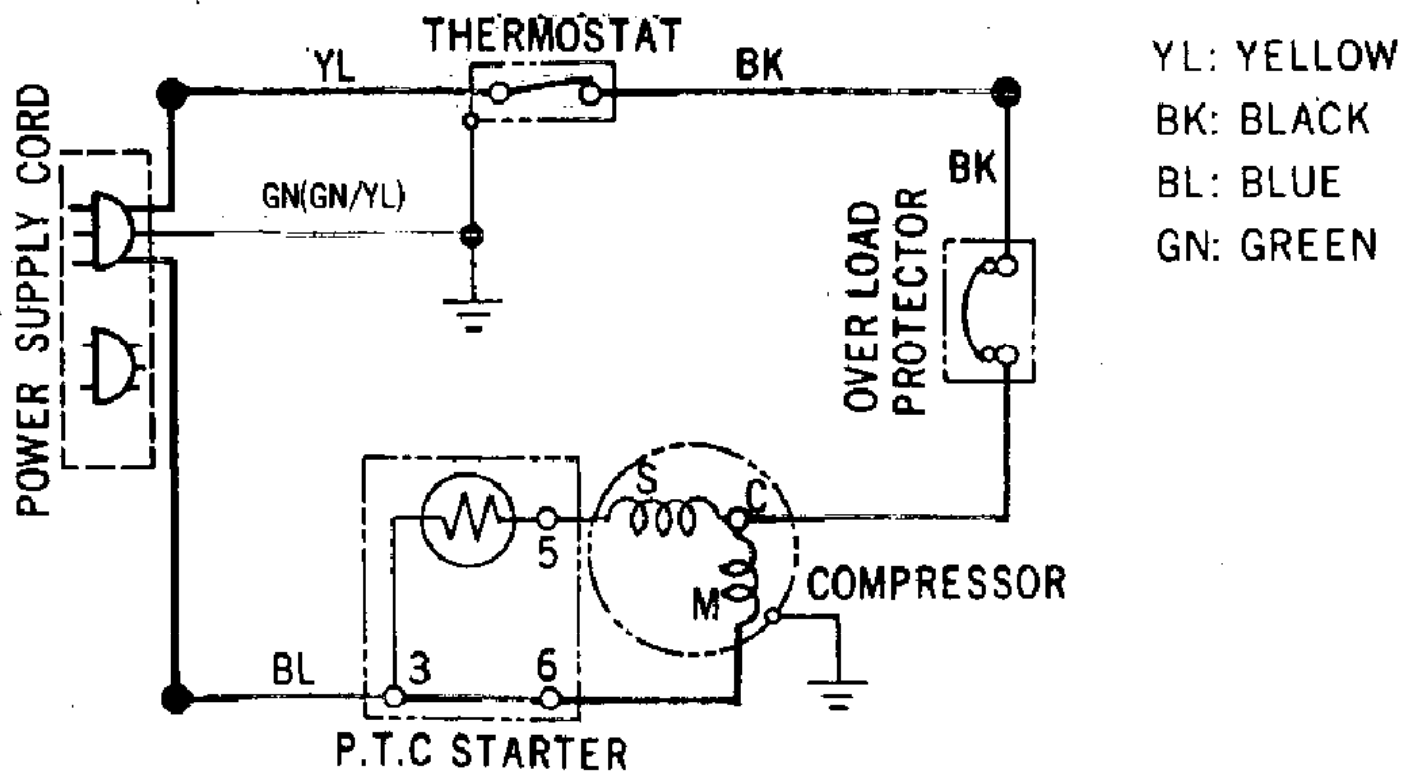 THERMOSTAT
YL
BK
YL: YELLOW
BK: BLACK
BL: BLUE
GN: GREEN
POWER SUPPLY CORD
GN(GN/YL)
BK
OVER LOAD
PROTECTOR
S
C
5
M
COMPRESSOR
BL
3
6
P.T.C STARTER